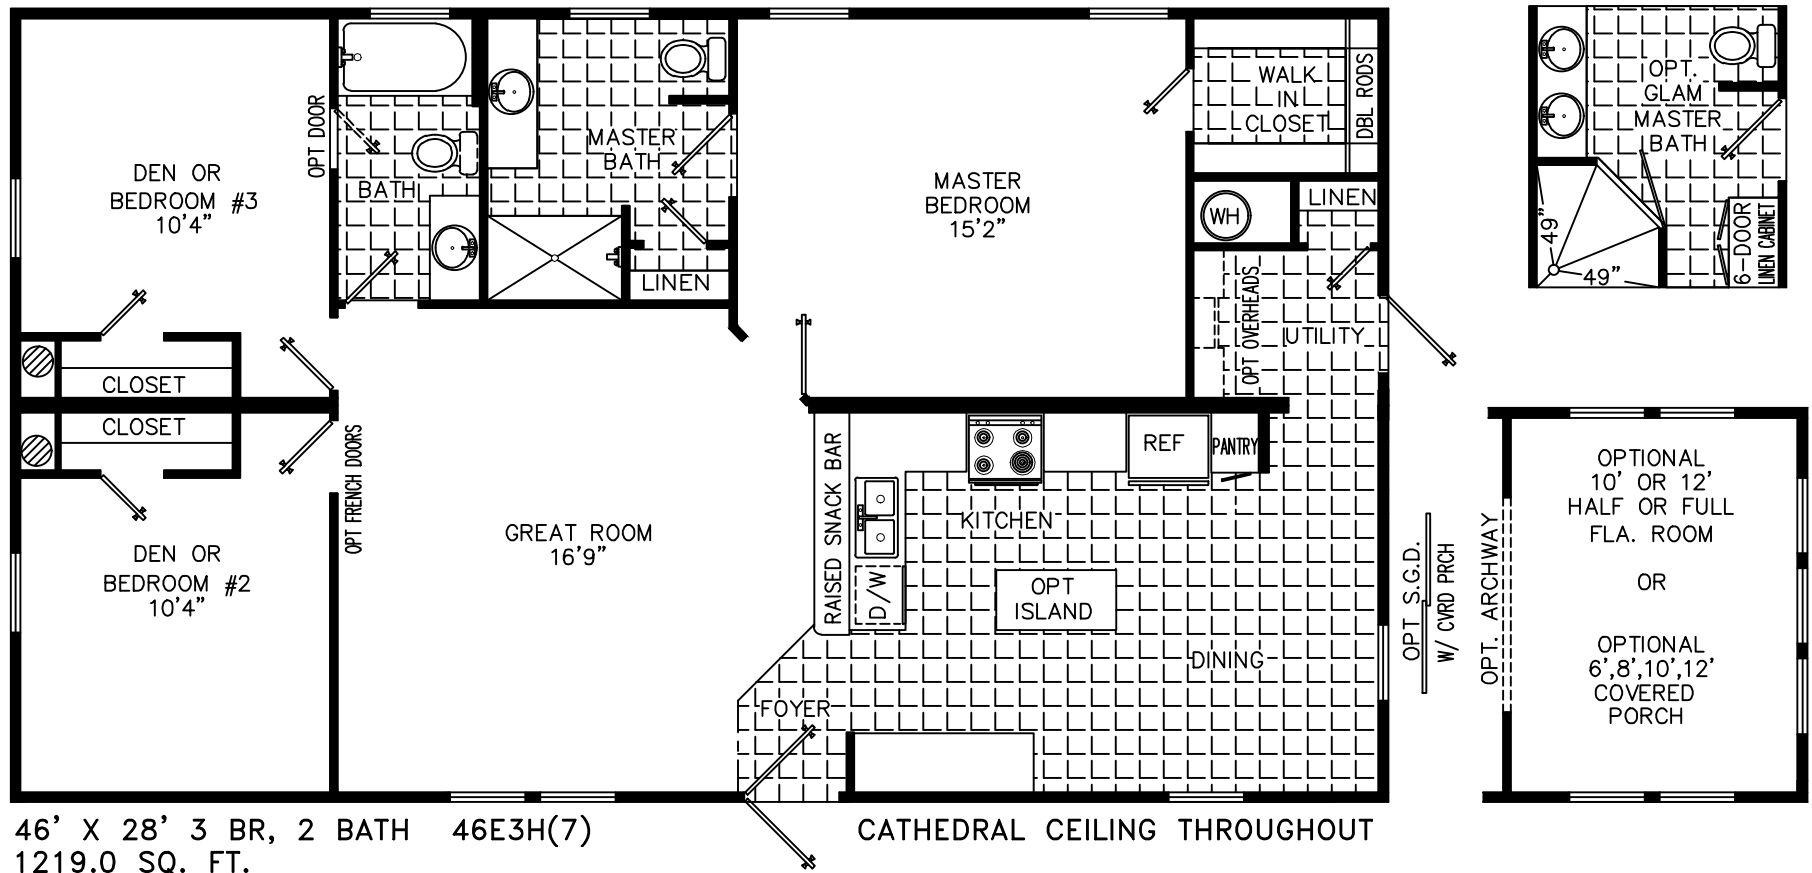 DEN OR
BEDROOM #3
10'4"
OPT DOOR
BATH
MASTER
BATH
LINEN
MASTER
BEDROOM
15'2"
WALK
IN
CLOSET
DBL RODS
WH
LINEN
OPT OVERHEADS
UTILITY
CLOSET
CLOSET
OPT FRENCH DOORS
DEN OR
BEDROOM #2
10'4"
GREAT ROOM
16'9"
RAISED SNACK BAR
D/W
REF
PANTRY
KITCHEN
OPT
ISLAND
DINING
FOYER
OPT S.G.D.
W/ CVRD PRCH
OPT.
GLAM
MASTER
BATH
49"
49"
6-DOOR
LINEN CABINET
OPT. ARCHWAY
OPTIONAL
10' OR 12'
HALF OR FULL
FLA. ROOM
OR
OPTIONAL
6',8',10',12'
COVERED
PORCH
46' X 28' 3 BR, 2 BATH 46E3H(7)
1219.0 SQ. FT.
CATHEDRAL CEILING THROUGHOUT